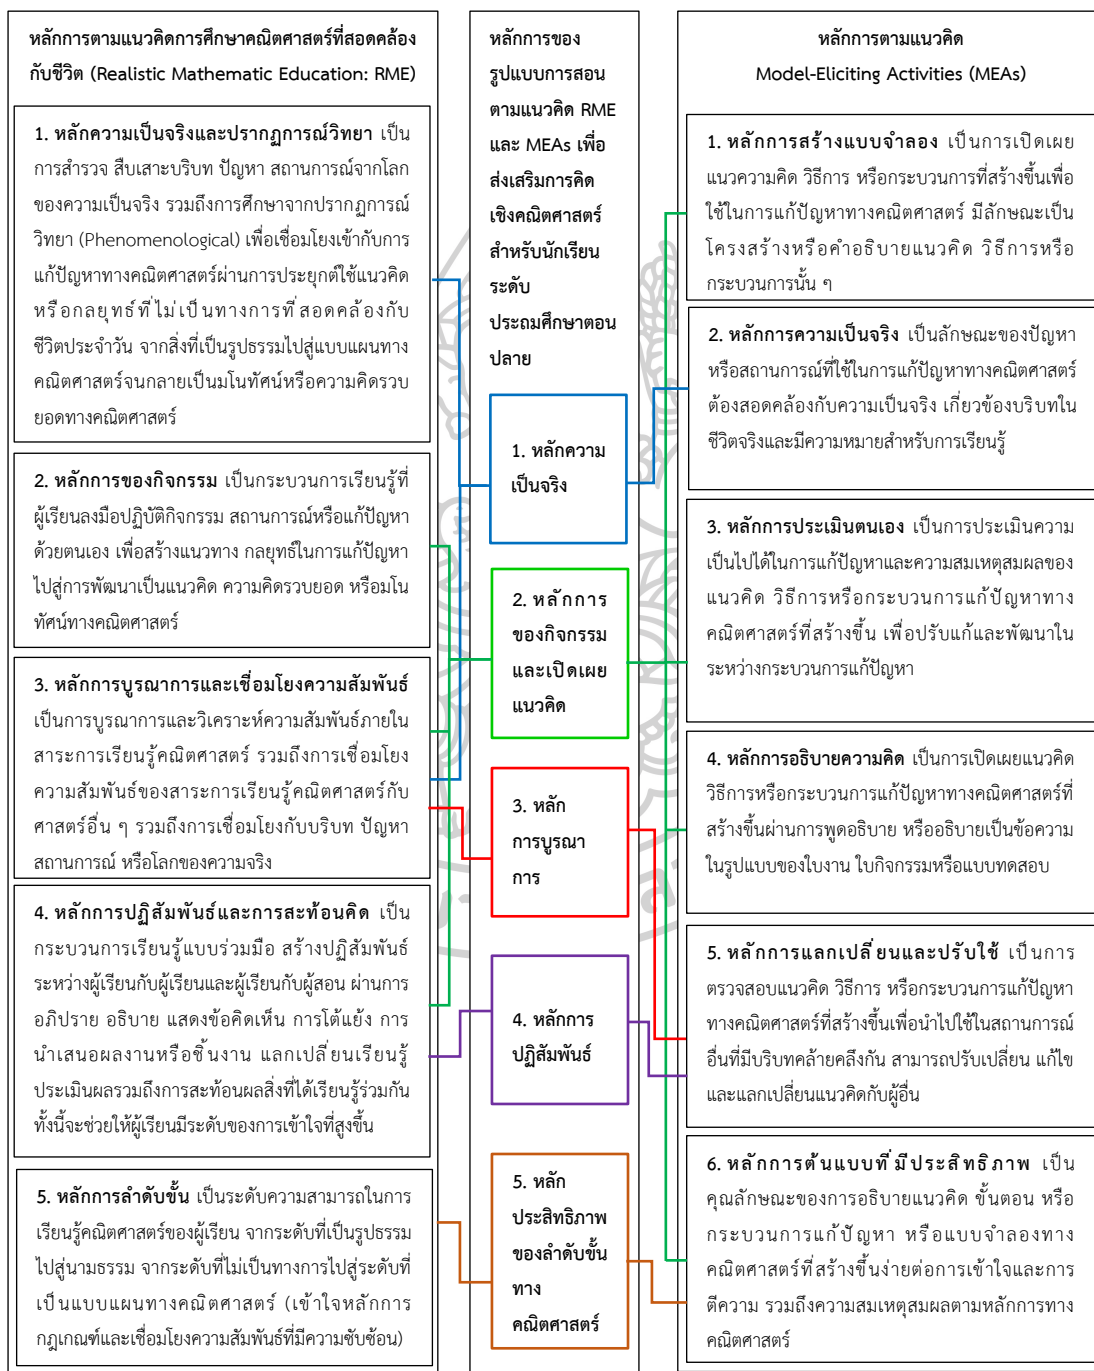 หลักการตามแนวคิดการศึกษาคณิตศาสตร์ที่สอดคล้อง
กับชีวิต (Realistic Mathematic Education: RME)
1. หลักความเป็นจริงและปรากฏการณ์วิทยา เป็น
การสำรวจ สืบเสาะบริบท ปัญหา สถานการณ์จากโลก
ของความเป็นจริง รวมถึงการศึกษาจากปรากฏการณ์
วิทยา (Phenomenological) เพื่อเชื่อมโยงเข้ากับการ
แก้ปัญหาทางคณิตศาสตร์ผ่านการประยุกต์ใช้แนวคิด
หรือกลยุทธ์ที่ไม่เป็นทางการที่สอดคล้องกับ
ชีวิตประจำวัน จากสิ่งที่เป็นรูปธรรมไปสู่แบบแผนทาง
คณิตศาสตร์จนกลายเป็นมโนทัศน์หรือความคิดรวบ
ยอดทางคณิตศาสตร์
2. หลักการของกิจกรรม เป็นกระบวนการเรียนรู้ที่
ผู้เรียนลงมือปฏิบัติกิจกรรม สถานการณ์หรือแก้ปัญหา
ด้วยตนเอง เพื่อสร้างแนวทาง กลยุทธ์ในการแก้ปัญหา
ไปสู่การพัฒนาเป็นแนวคิด ความคิดรวบยอด หรือมโน
ทัศน์ทางคณิตศาสตร์
3. หลักการบูรณาการและเชื่อมโยงความสัมพันธ์
เป็นการบูรณาการและวิเคราะห์ความสัมพันธ์ภายใน
สาระการเรียนรู้คณิตศาสตร์ รวมถึงการเชื่อมโยง
ความสัมพันธ์ของสาระการเรียนรู้คณิตศาสตร์กับ
ศาสตร์อื่น ๆ รวมถึงการเชื่อมโยงกับบริบท ปัญหา
สถานการณ์ หรือโลกของความจริง
4. หลักการปฏิสัมพันธ์และการสะท้อนคิด เป็น
กระบวนการเรียนรู้แบบร่วมมือ สร้างปฏิสัมพันธ์
ระหว่างผู้เรียนกับผู้เรียนและผู้เรียนกับผู้สอน ผ่านการ
อภิปราย อธิบาย แสดงข้อคิดเห็น การโต้แย้ง การ
นำเสนอผลงานหรือชิ้นงาน แลกเปลี่ยนเรียนรู้
ประเมินผลรวมถึงการสะท้อนผลสิ่งที่ได้เรียนรู้ร่วมกัน
ทั้งนี้จะช่วยให้ผู้เรียนมีระดับของการเข้าใจที่สูงขึ้น
5. หลักการลำดับขั้น เป็นระดับความสามารถในการ
เรียนรู้คณิตศาสตร์ของผู้เรียน จากระดับที่เป็นรูปธรรม
ไปสู่นามธรรม จากระดับที่ไม่เป็นทางการไปสู่ระดับที่
เป็นแบบแผนทางคณิตศาสตร์ (เข้าใจหลักการ
กฎเกณฑ์และเชื่อมโยงความสัมพันธ์ที่มีความซับซ้อน)
หลักการของ
รูปแบบการสอน
ตามแนวคิด RME
และ MEAs เพื่อ
ส่งเสริมการคิด
เชิงคณิตศาสตร์
สำหรับนักเรียน
ระดับ
ประถมศึกษาตอน
ปลาย
1. หลักความ
เป็นจริง
2. หลักการ
ของกิจกรรม
และเปิดเผย
แนวคิด
3. หลัก
การบูรณา
การ
4. หลักการ
ปฏิสัมพันธ์
5. หลัก
ประสิทธิภาพ
ของลำดับขั้น
ทาง
คณิตศาสตร์
หลักการตามแนวคิด
Model-Eliciting Activities (MEAs)
1. หลักการสร้างแบบจำลอง เป็นการเปิดเผย
แนวความคิด วิธีการ หรือกระบวนการที่สร้างขึ้นเพื่อ
ใช้ในการแก้ปัญหาทางคณิตศาสตร์ มีลักษณะเป็น
โครงสร้างหรือคำอธิบายแนวคิด วิธีการหรือ
กระบวนการนั้น ๆ
2. หลักการความเป็นจริง เป็นลักษณะของปัญหา
หรือสถานการณ์ที่ใช้ในการแก้ปัญหาทางคณิตศาสตร์
ต้องสอดคล้องกับความเป็นจริง เกี่ยวข้องบริบทใน
ชีวิตจริงและมีความหมายสำหรับการเรียนรู้
3. หลักการประเมินตนเอง เป็นการประเมินความ
เป็นไปได้ในการแก้ปัญหาและความสมเหตุสมผลของ
แนวคิด วิธีการหรือกระบวนการแก้ปัญหาทาง
คณิตศาสตร์ที่สร้างขึ้น เพื่อปรับแก้และพัฒนาใน
ระหว่างกระบวนการแก้ปัญหา
4. หลักการอธิบายความคิด เป็นการเปิดเผยแนวคิด
วิธีการหรือกระบวนการแก้ปัญหาทางคณิตศาสตร์ที่
สร้างขึ้นผ่านการพูดอธิบาย หรืออธิบายเป็นข้อความ
ในรูปแบบของใบงาน ใบกิจกรรมหรือแบบทดสอบ
5. หลักการแลกเปลี่ยนและปรับใช้ เป็นการ
ตรวจสอบแนวคิด วิธีการ หรือกระบวนการแก้ปัญหา
ทางคณิตศาสตร์ที่สร้างขึ้นเพื่อนำไปใช้ในสถานการณ์
อื่นที่มีบริบทคล้ายคลึงกัน สามารถปรับเปลี่ยน แก้ไข
และแลกเปลี่ยนแนวคิดกับผู้อื่น
6. หลักการต้นแบบที่มีประสิทธิภาพ เป็น
คุณลักษณะของการอธิบายแนวคิด ขั้นตอน หรือ
กระบวนการแก้ปัญหา หรือแบบจำลองทาง
คณิตศาสตร์ที่สร้างขึ้นง่ายต่อการเข้าใจและการ
ตีความ รวมถึงความสมเหตุสมผลตามหลักการทาง
คณิตศาสตร์